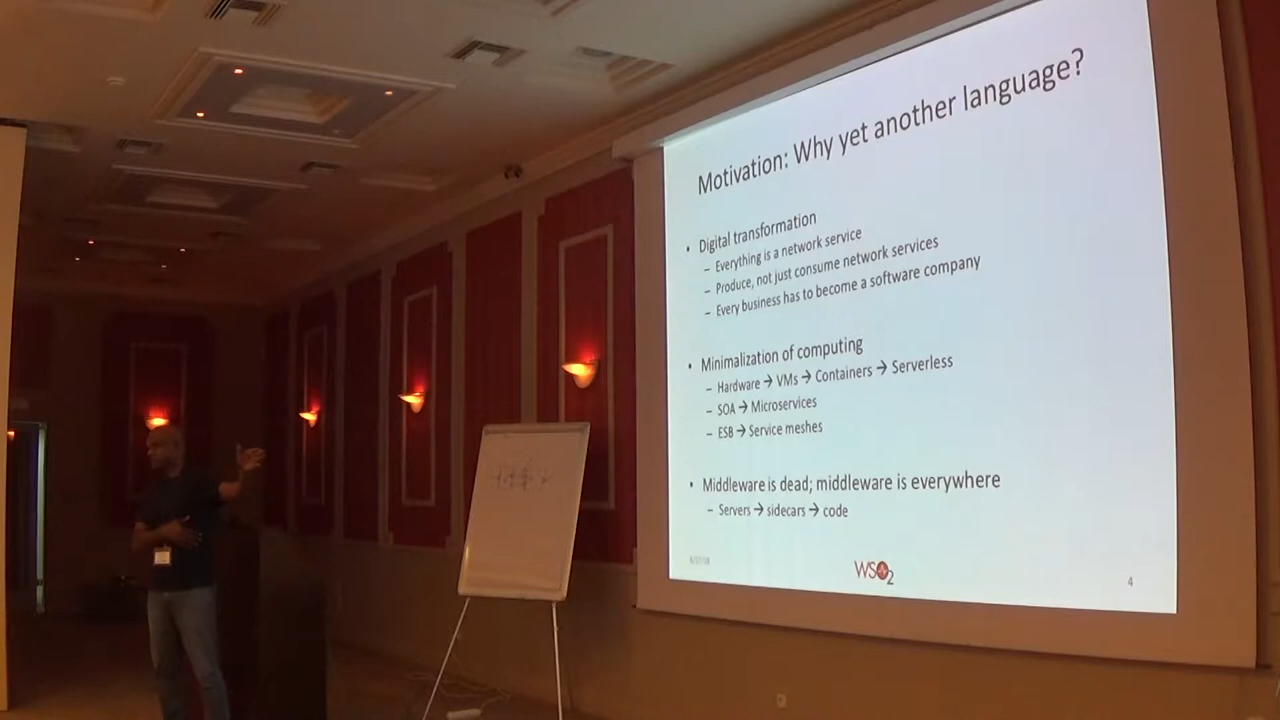 Motivation: Why yet another language?
• Digital transformation
– Everything is a network service
– Produce, not just consume network services
– Every business has to become a software company
• Minimalization of computing
– Hardware → VMs → Containers → Serverless
– SOA → Microservices
– ESB → Service meshes
• Middleware is dead; middleware is everywhere
– Servers → sidecars → code
WSO2
4